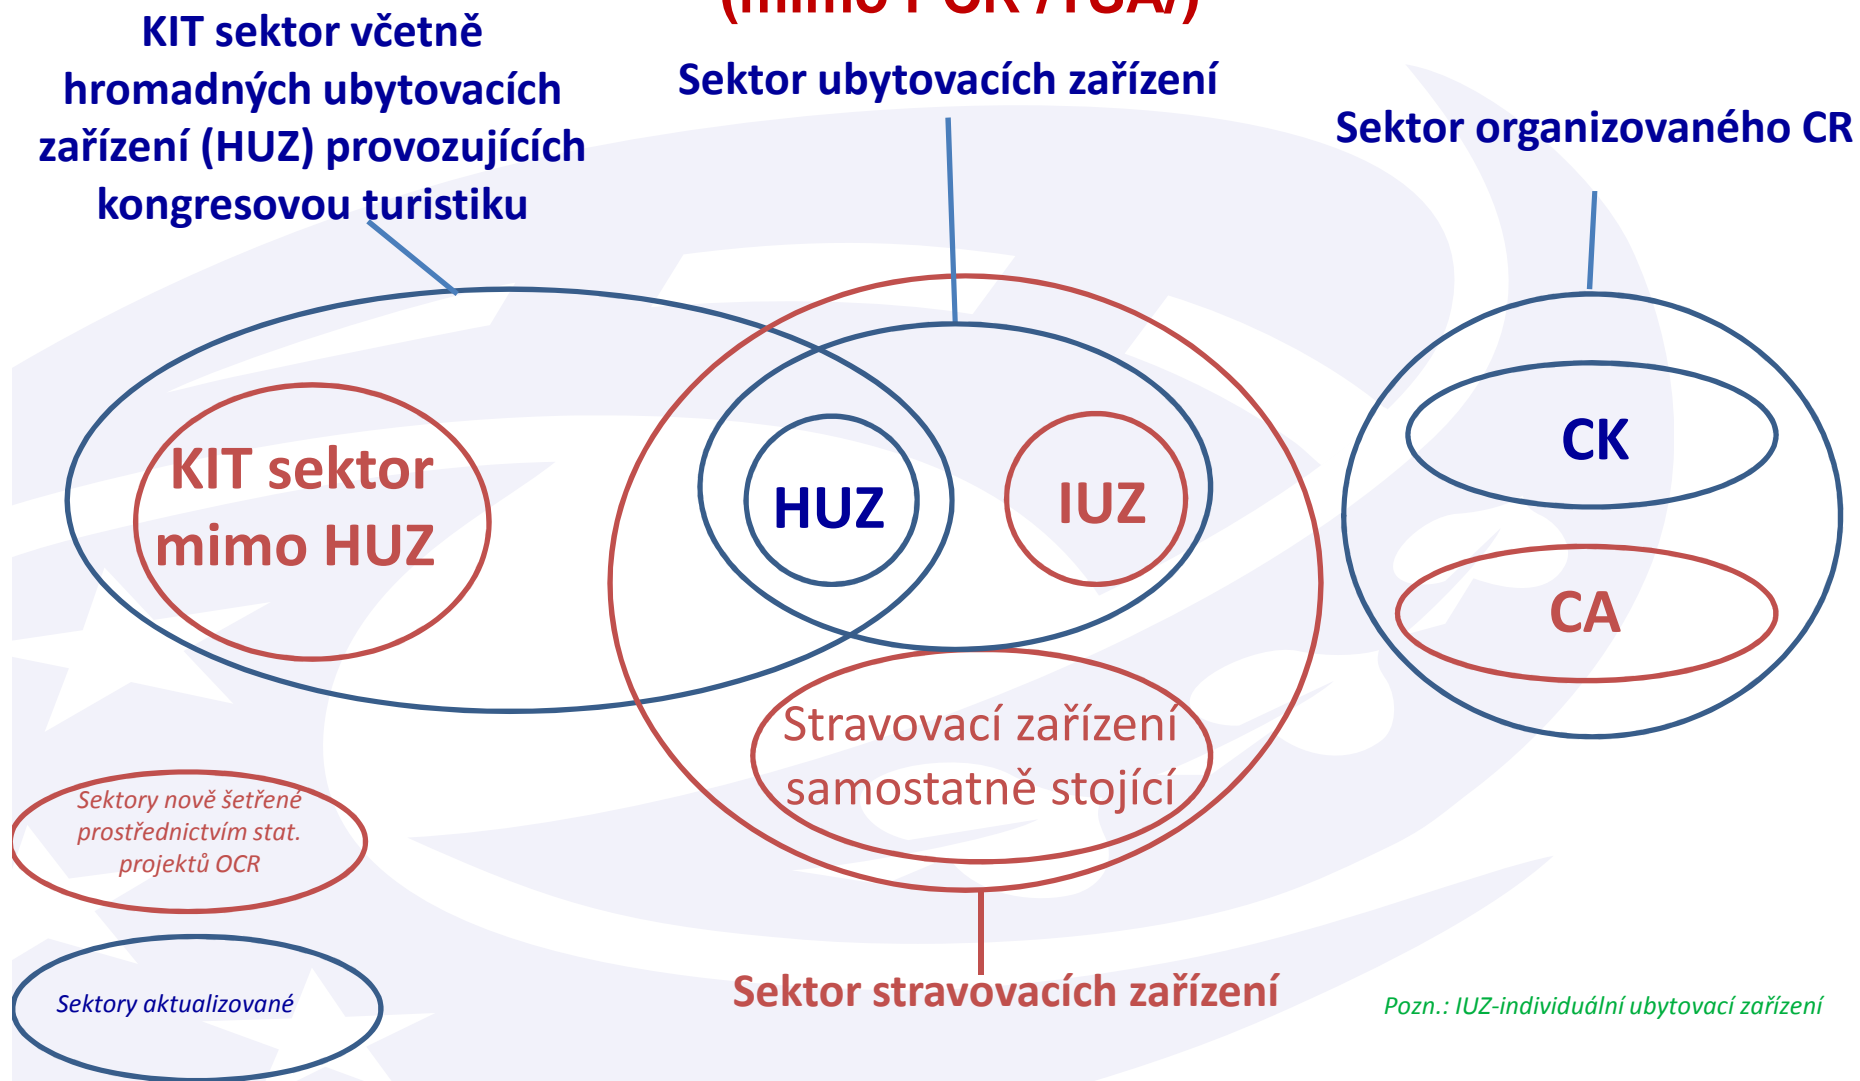 KIT sektor včetně
hromadných ubytovacích
zařízení (HUZ) provozujících
kongresovou turistiku
Sektor ubytovacích zařízení
Sektor organizovaného CR
KIT sektor
mimo HUZ
HUZ
IUZ
CK
CA
Stravovací zařízení
samostatně stojící
Sektory nově šetřené
prostřednictvím stat.
projektů OCR
Sektory aktualizované
Sektor stravovacích zařízení
Pozn.: IUZ-individuální ubytovací zařízení